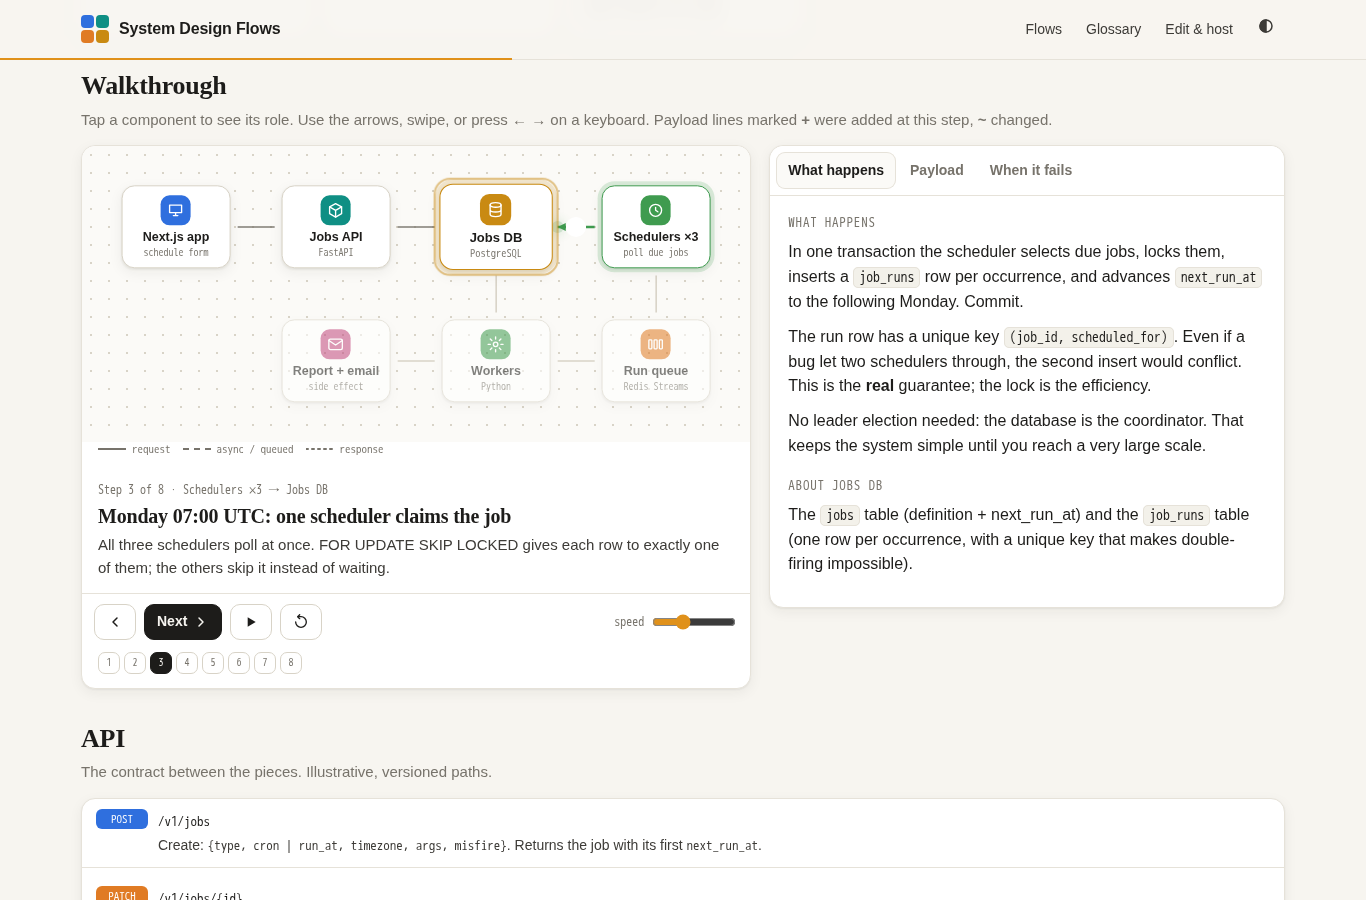 System Design Flows
Flows
Glossary
Edit & host
Walkthrough
Tap a component to see its role. Use the arrows, swipe, or press ← → on a keyboard. Payload lines marked + were added at this step, ~ changed.
Next.js app
schedule form
Jobs API
FastAPI
Jobs DB
PostgreSQL
Schedulers ×3
poll due jobs
Report + email
side effect
Workers
Python
Run queue
Redis Streams
request
async / queued
response
Step 3 of 8 · Schedulers ×3 → Jobs DB
Monday 07:00 UTC: one scheduler claims the job
All three schedulers poll at once. FOR UPDATE SKIP LOCKED gives each row to exactly one
of them; the others skip it instead of waiting.
Next
speed
1 2 3 4 5 6 7 8
What happens
Payload
When it fails
WHAT HAPPENS
In one transaction the scheduler selects due jobs, locks them,
inserts a job_runs row per occurrence, and advances next_run_at
to the following Monday. Commit.
The run row has a unique key (job_id, scheduled_for). Even if a
bug let two schedulers through, the second insert would conflict.
This is the real guarantee; the lock is the efficiency.
No leader election needed: the database is the coordinator. That
keeps the system simple until you reach a very large scale.
ABOUT JOBS DB
The jobs table (definition + next_run_at) and the job_runs table
(one row per occurrence, with a unique key that makes double-
firing impossible).
API
The contract between the pieces. Illustrative, versioned paths.
POST
/v1/jobs
Create: {type, cron | run_at, timezone, args, misfire}. Returns the job with its first next_run_at.
PATCH
/v1/jobs/{id}